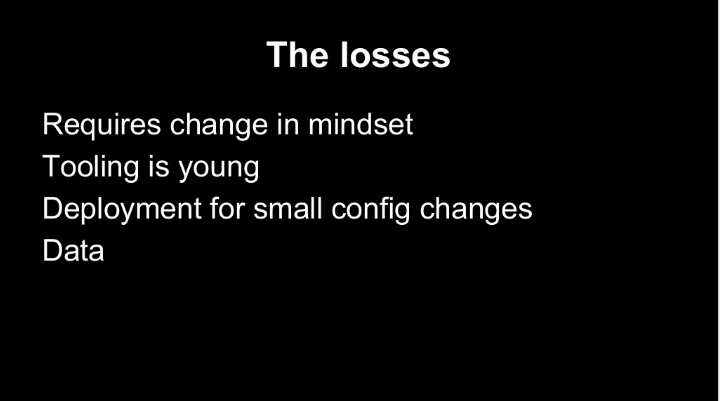 The losses
Requires change in mindset
Tooling is young
Deployment for small config changes
Data